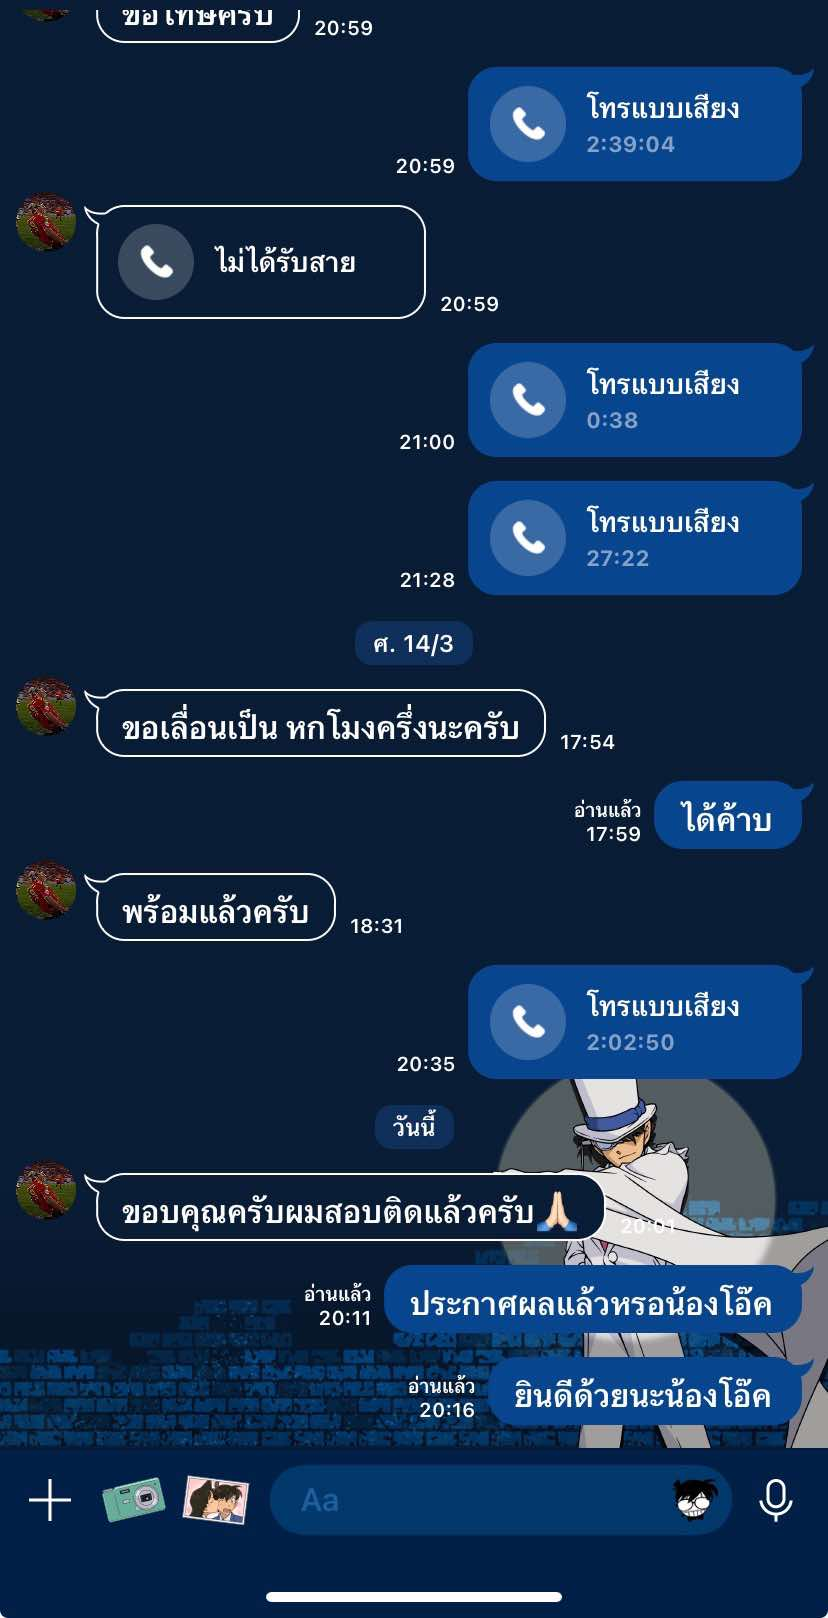 ขอโทษครับ
20:59
โทรแบบเสียง
2:39:04
20:59
ไม่ได้รับสาย
20:59
โทรแบบเสียง
0:38
21:00
โทรแบบเสียง
27:22
21:28
ศ. 14/3
ขอเลื่อนเป็น หกโมงครึ่งนะครับ
17:54
อ่านแล้ว
17:59
ได้ค้าบ
พร้อมแล้วครับ
18:31
โทรแบบเสียง
2:02:50
20:35
วันนี้
ขอบคุณครับผมสอบติดแล้วครับ🙏🏻
20:01
อ่านแล้ว
20:11
ประกาศผลแล้วหรอน้องโอ๊ค
อ่านแล้ว
20:16
ยินดีด้วยนะน้องโอ๊ค
Aa